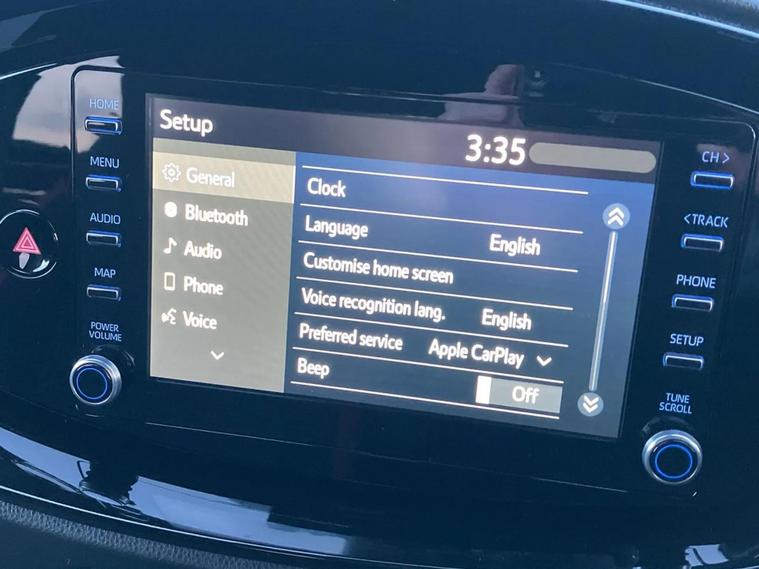 HOME
MENU
AUDIO
MAP
POWER
VOLUME
Setup
3:35
General
Bluetooth
Audio
Phone
Voice
Clock
Language English
Customise home screen
Voice recognition lang. English
Preferred service Apple CarPlay
Beep Off
CH >
< TRACK
PHONE
SETUP
TUNE
SCROLL